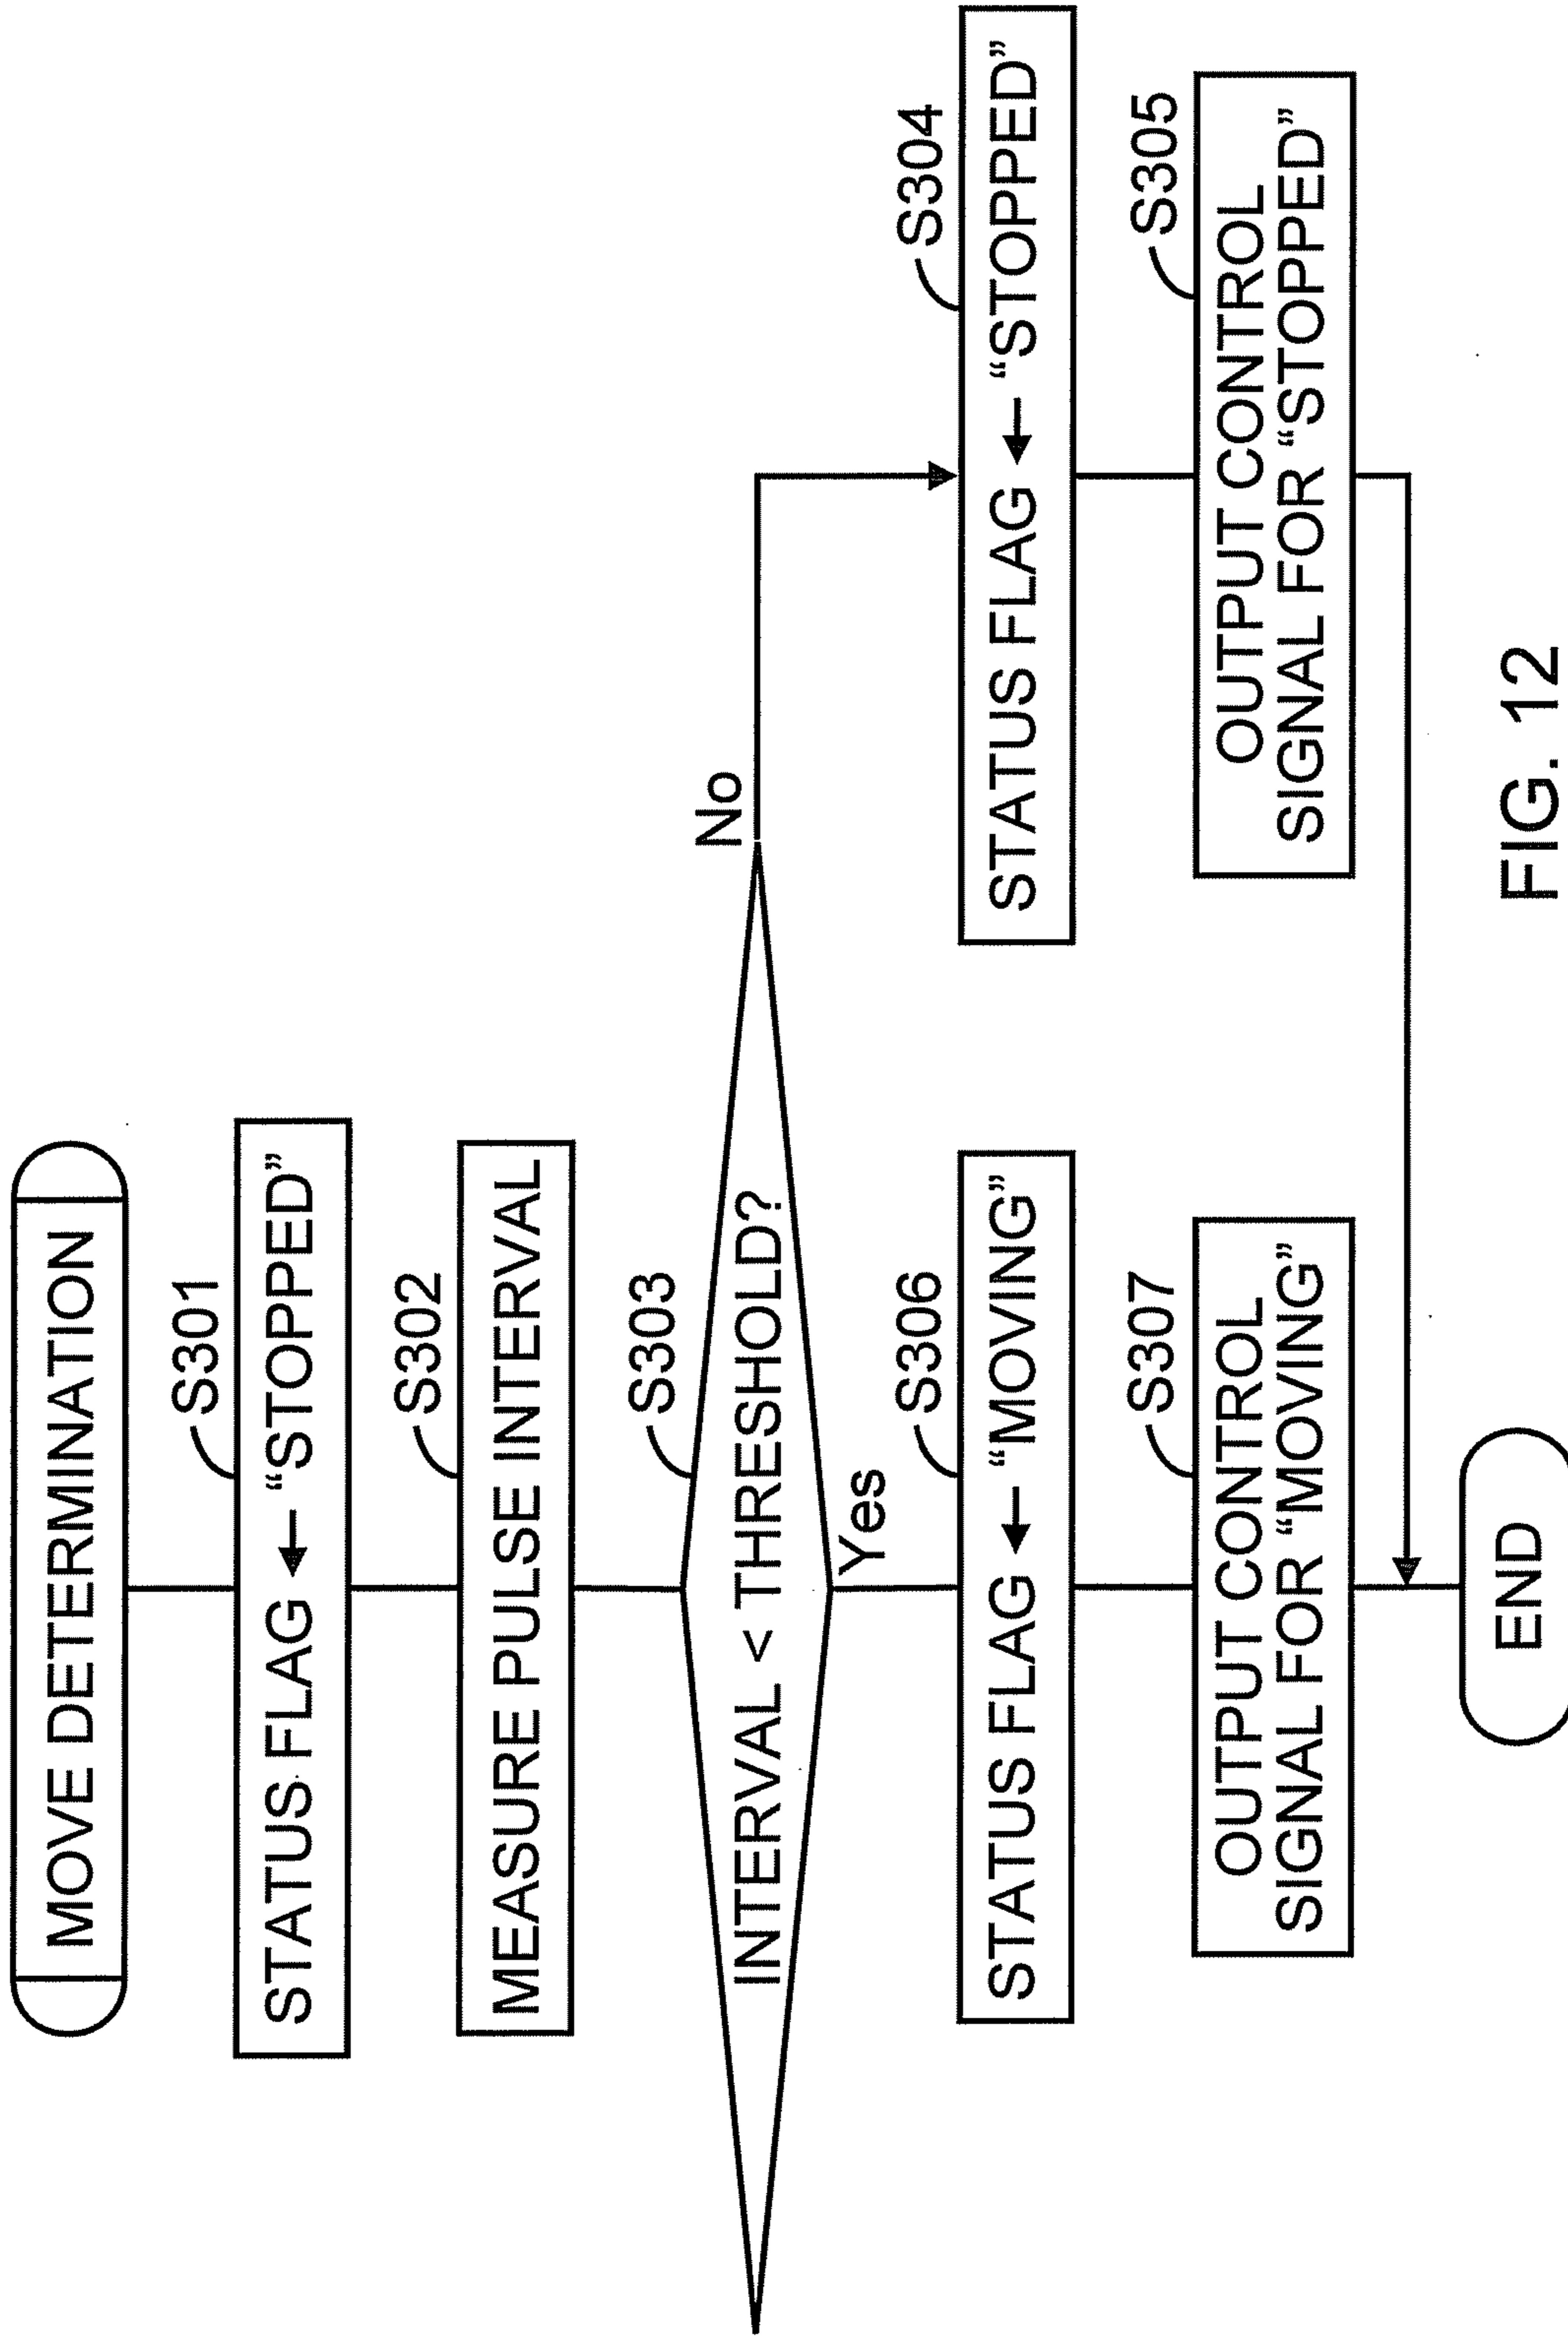 MOVE DETERMINATION
S301
STATUS FLAG ← “STOPPED”
S302
MEASURE PULSE INTERVAL
S303
INTERVAL < THRESHOLD?
No
Yes
S306
STATUS FLAG ← “MOVING”
S307
OUTPUT CONTROL
SIGNAL FOR “MOVING”
S304
STATUS FLAG ← “STOPPED”
S305
OUTPUT CONTROL
SIGNAL FOR “STOPPED”
END
FIG. 12